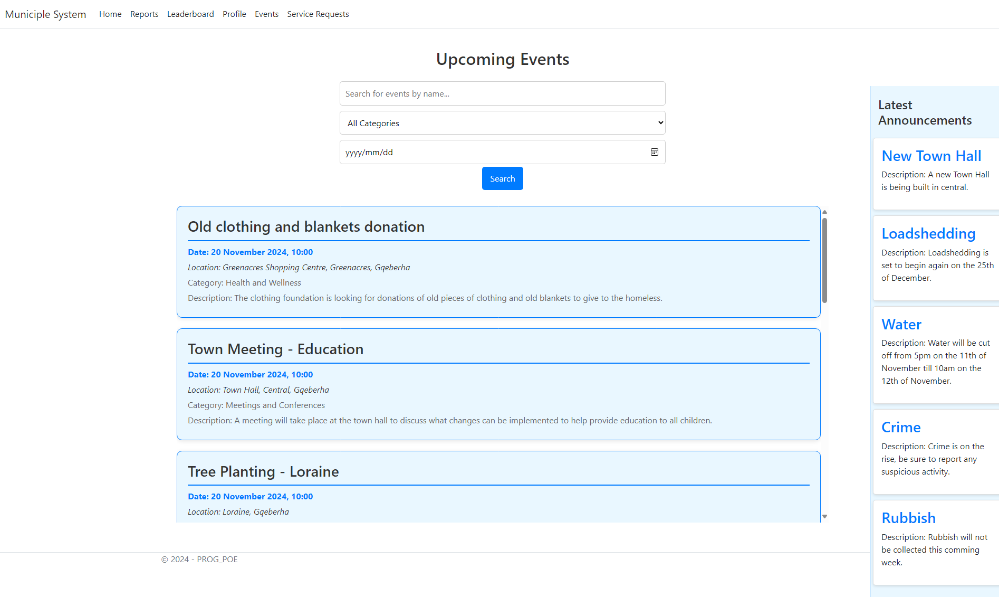 Municiple System Home Reports Leaderboard Profile Events Service Requests
Upcoming Events
Search for events by name...
All Categories
yyyy/mm/dd
Search
Old clothing and blankets donation
Date: 20 November 2024, 10:00
Location: Greenacres Shopping Centre, Greenacres, Gqeberha
Category: Health and Wellness
Description: The clothing foundation is looking for donations of old pieces of clothing and old blankets to give to the homeless.
Town Meeting - Education
Date: 20 November 2024, 10:00
Location: Town Hall, Central, Gqeberha
Category: Meetings and Conferences
Description: A meeting will take place at the town hall to discuss what changes can be implemented to help provide education to all children.
Tree Planting - Loraine
Date: 20 November 2024, 10:00
Location: Loraine, Gqeberha
Latest
Announcements
New Town Hall
Description: A new Town Hall
is being built in central.
Loadshedding
Description: Loadshedding is
set to begin again on the 25th
of December.
Water
Description: Water will be cut
off from 5pm on the 11th of
November till 10am on the
12th of November.
Crime
Description: Crime is on the
rise, be sure to report any
suspicious activity.
Rubbish
Description: Rubbish will not
be collected this comming
week.
© 2024 - PROG_POE